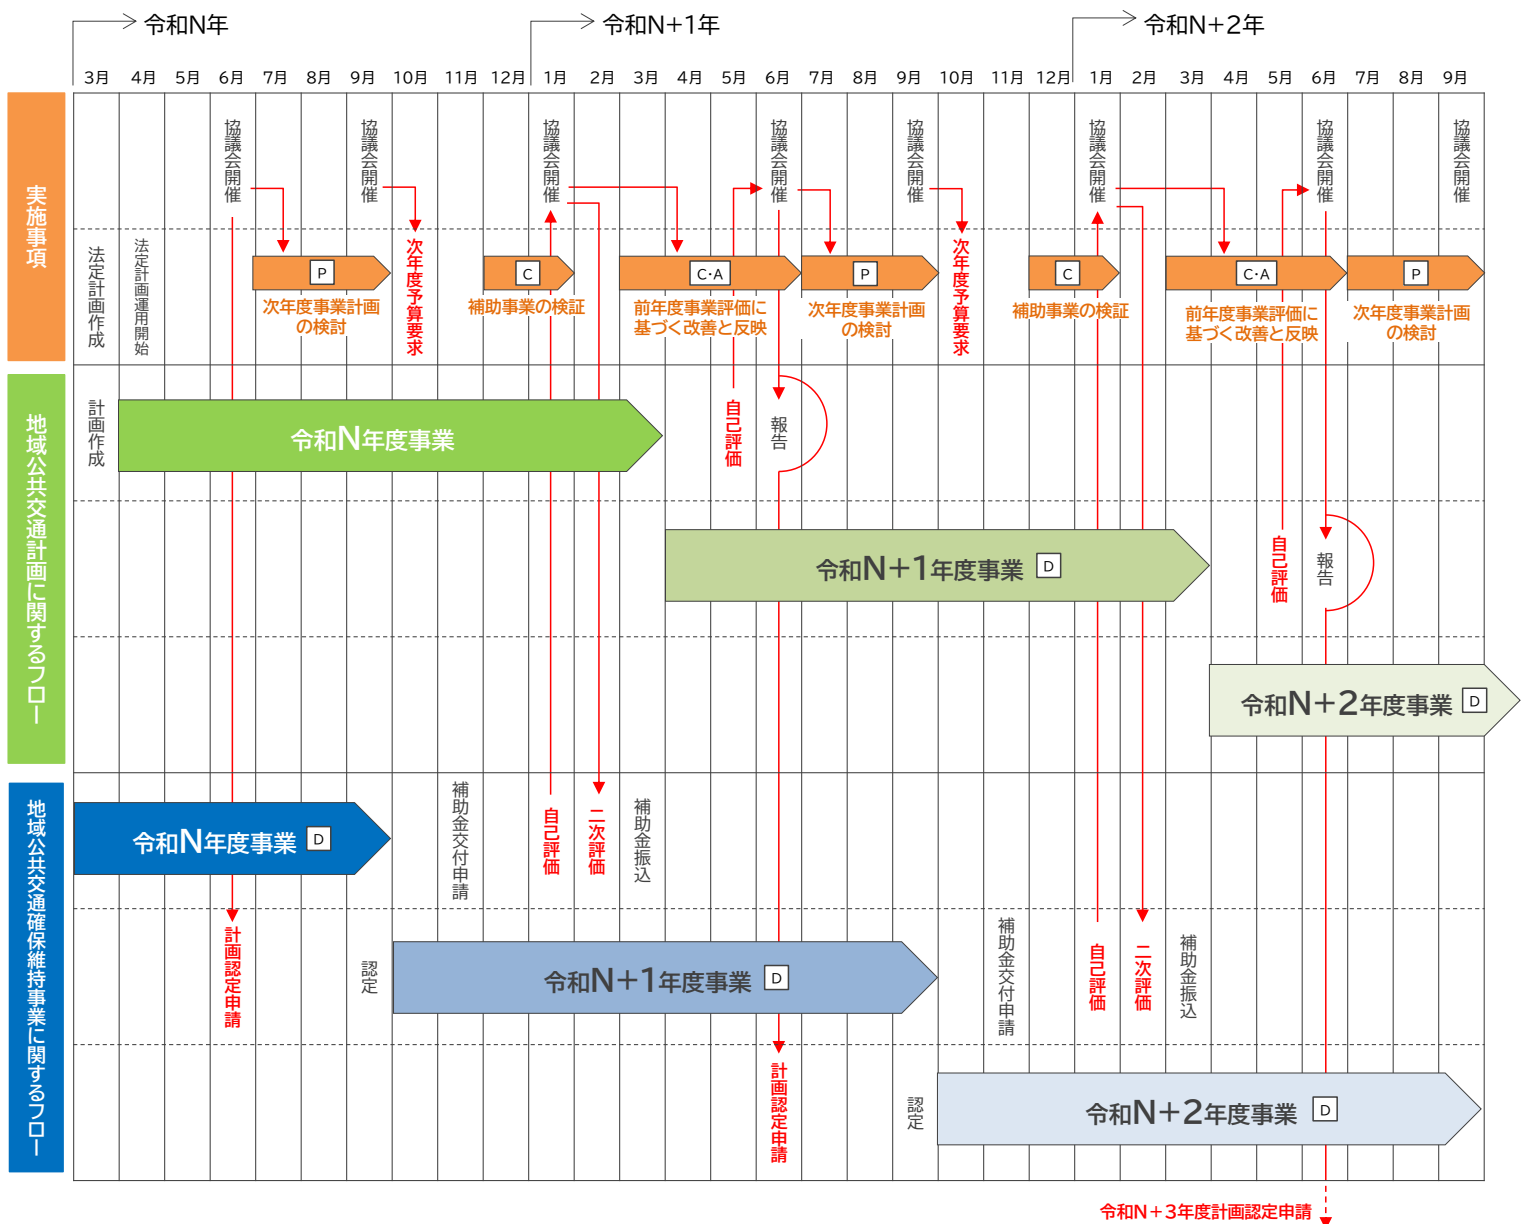 令和N年
令和N+1年
令和N+2年
3月 4月 5月 6月 7月 8月 9月 10月 11月 12月 1月 2月 3月 4月 5月 6月 7月 8月 9月 10月 11月 12月 1月 2月 3月 4月 5月 6月 7月 8月 9月
実施事項
協議会開催
協議会開催
協議会開催
協議会開催
協議会開催
協議会開催
協議会開催
協議会開催
法定計画作成
法定計画運用開始
P
次年度事業計画
の検討
次年度予算要求
C
補助事業の検証
C・A
前年度事業評価に
基づく改善と反映
P
次年度事業計画
の検討
次年度予算要求
C
補助事業の検証
C・A
前年度事業評価に
基づく改善と反映
P
次年度事業計画
の検討
地域公共交通計画に関するフロー
計画作成
令和N年度事業
自己評価
報告
令和N+1年度事業 D
自己評価
報告
令和N+2年度事業 D
地域公共交通確保維持事業に関するフロー
令和N年度事業 D
補助金交付申請
自己評価
二次評価
補助金振込
計画認定申請
認定
令和N+1年度事業 D
補助金交付申請
自己評価
二次評価
補助金振込
計画認定申請
認定
令和N+2年度事業 D
令和N+3年度計画認定申請